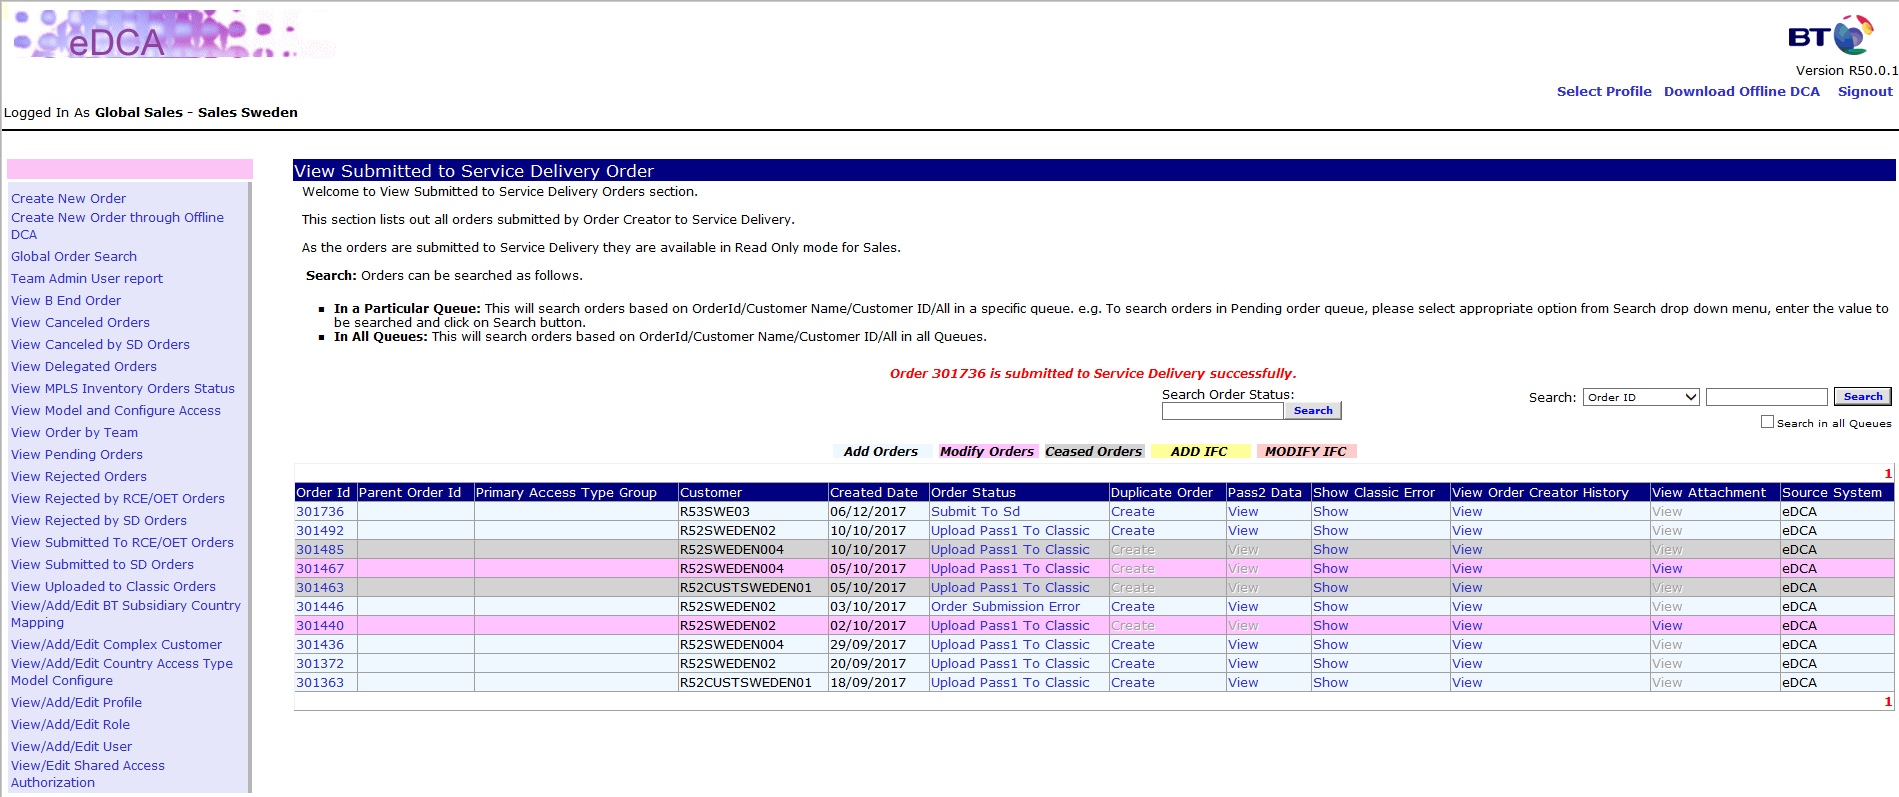 eDCA
BT
Version R50.0.1
Select Profile Download Offline DCA Signout
Logged In As Global Sales - Sales Sweden
Create New Order
Create New Order through Offline
DCA
Global Order Search
Team Admin User report
View B End Order
View Canceled Orders
View Canceled by SD Orders
View Delegated Orders
View MPLS Inventory Orders Status
View Model and Configure Access
View Order by Team
View Pending Orders
View Rejected Orders
View Rejected by RCE/OET Orders
View Rejected by SD Orders
View Submitted To RCE/OET Orders
View Submitted to SD Orders
View Uploaded to Classic Orders
View/Add/Edit BT Subsidiary Country
Mapping
View/Add/Edit Complex Customer
View/Add/Edit Country Access Type
Model Configure
View/Add/Edit Profile
View/Add/Edit Role
View/Add/Edit User
View/Edit Shared Access
Authorization
View Submitted to Service Delivery Order
Welcome to View Submitted to Service Delivery Orders section.
This section lists out all orders submitted by Order Creator to Service Delivery.
As the orders are submitted to Service Delivery they are available in Read Only mode for Sales.
Search: Orders can be searched as follows.
In a Particular Queue: This will search orders based on OrderId/Customer Name/Customer ID/All in a specific queue. e.g. To search orders in Pending order queue, please select appropriate option from Search drop down menu, enter the value to
be searched and click on Search button.
In All Queues: This will search orders based on OrderId/Customer Name/Customer ID/All in all Queues.
Order 301736 is submitted to Service Delivery successfully.
Search Order Status:
Search
Search: Order ID Search
Search in all Queues
Add Orders Modify Orders Ceased Orders ADD IFC MODIFY IFC
1
Order Id Parent Order Id Primary Access Type Group Customer Created Date Order Status Duplicate Order Pass2 Data Show Classic Error View Order Creator History View Attachment Source System
301736 R53SWE03 06/12/2017 Submit To Sd Create View Show View View eDCA
301492 R52SWEDEN02 10/10/2017 Upload Pass1 To Classic Create View Show View View eDCA
301485 R52SWEDEN004 10/10/2017 Upload Pass1 To Classic Create View Show View View eDCA
301467 R52SWEDEN004 05/10/2017 Upload Pass1 To Classic Create View Show View View eDCA
301463 R52CUSTSWEDEN01 05/10/2017 Upload Pass1 To Classic Create View Show View View eDCA
301446 R52SWEDEN02 03/10/2017 Order Submission Error Create View Show View View eDCA
301440 R52SWEDEN02 02/10/2017 Upload Pass1 To Classic Create View Show View View eDCA
301436 R52SWEDEN004 29/09/2017 Upload Pass1 To Classic Create View Show View View eDCA
301372 R52SWEDEN02 20/09/2017 Upload Pass1 To Classic Create View Show View View eDCA
301363 R52CUSTSWEDEN01 18/09/2017 Upload Pass1 To Classic Create View Show View View eDCA
1